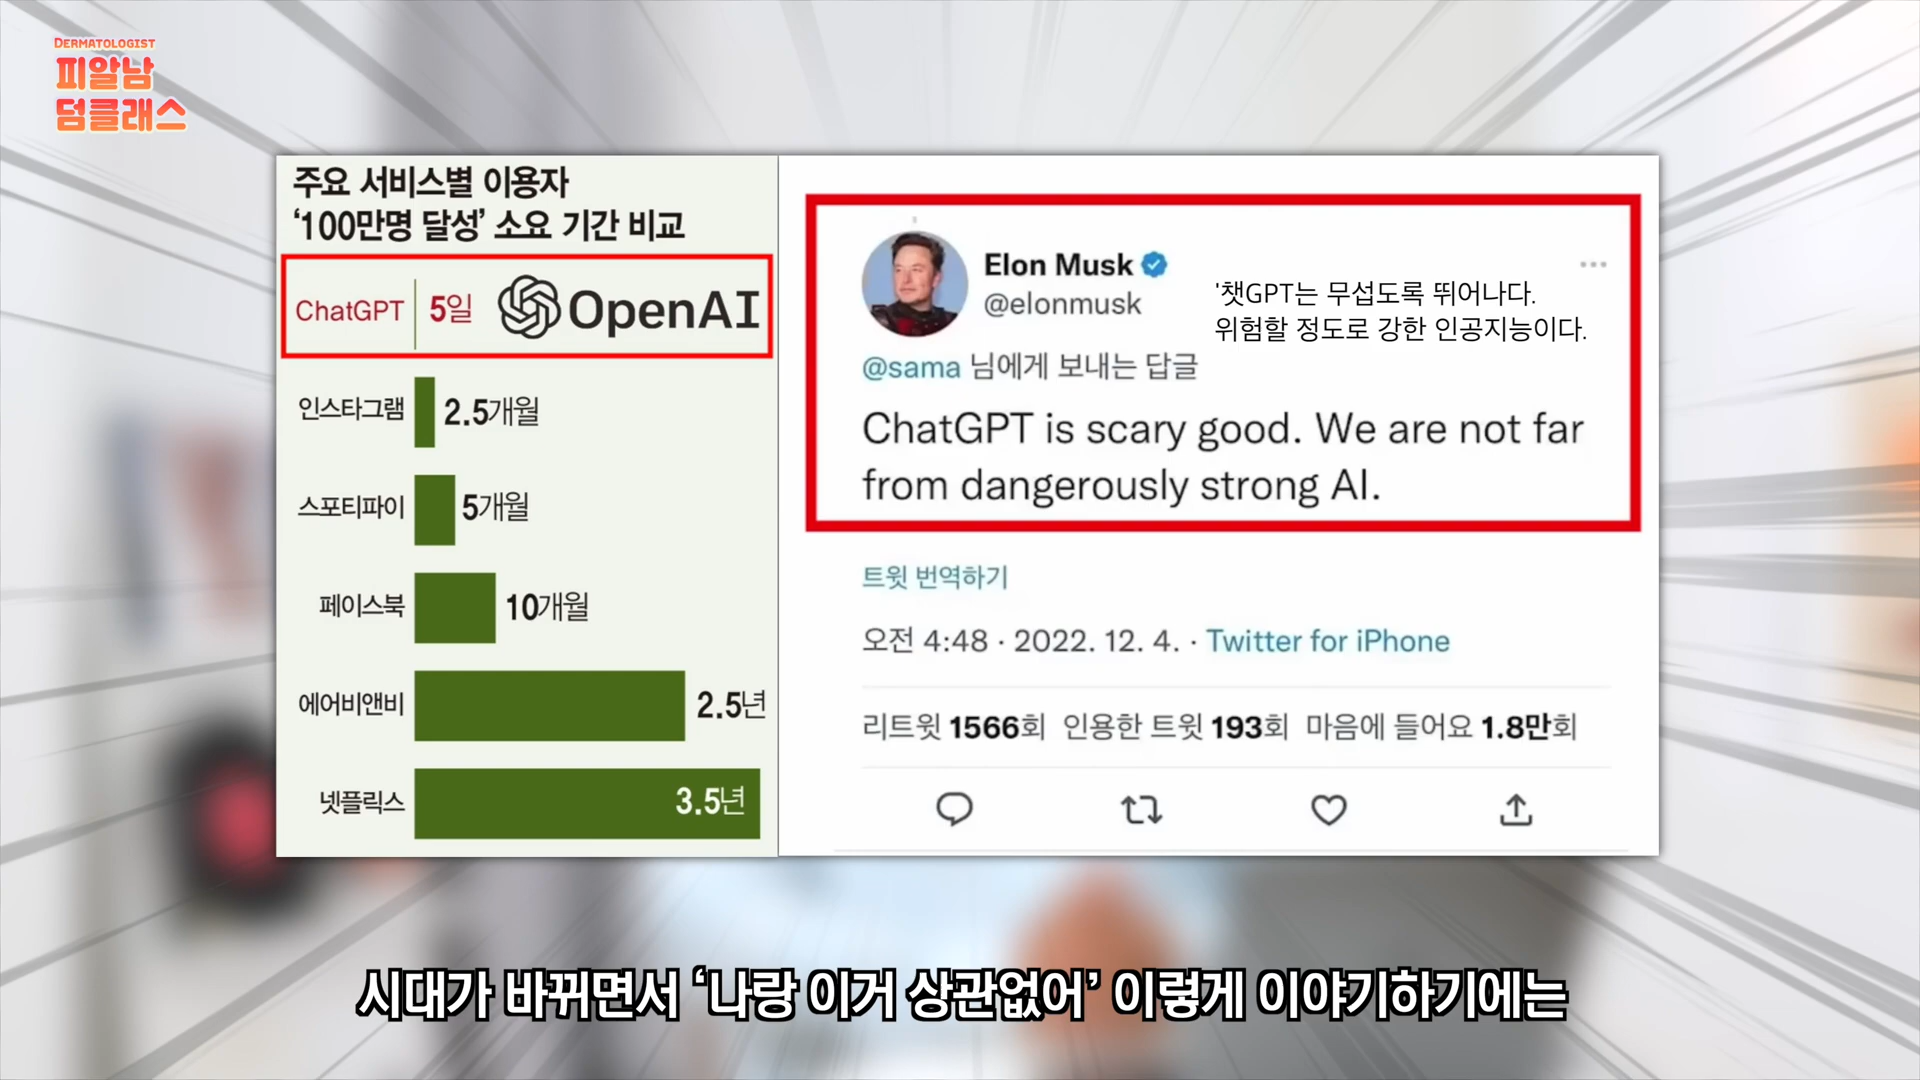 DERMATOLOGIST
피알남
덤클래스
주요 서비스별 이용자
‘100만명 달성’ 소요 기간 비교
ChatGPT 5일 OpenAI
인스타그램 2.5개월
스포티파이 5개월
페이스북 10개월
에어비앤비 2.5년
넷플릭스 3.5년
Elon Musk
@elonmusk
'챗GPT는 무섭도록 뛰어나다.
위험할 정도로 강한 인공지능이다.
@sama 님에게 보내는 답글
ChatGPT is scary good. We are not far
from dangerously strong AI.
트윗 번역하기
오전 4:48 · 2022. 12. 4. · Twitter for iPhone
리트윗 1566회 인용한 트윗 193회 마음에 들어요 1.8만회
시대가 바뀌면서 ‘나랑 이거 상관없어’ 이렇게 이야기하기에는